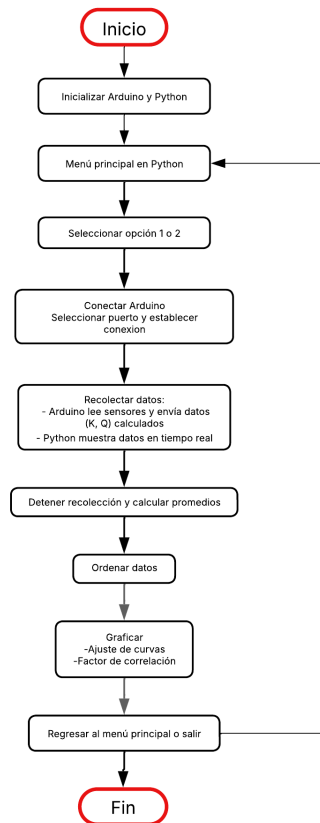 Inicio
Inicializar Arduino y Python
Menú principal en Python
Seleccionar opción 1 o 2
Conectar Arduino
Seleccionar puerto y establecer
conexion
Recolectar datos:
- Arduino lee sensores y envía datos
(K, Q) calculados
- Python muestra datos en tiempo real
Detener recolección y calcular promedios
Ordenar datos
Graficar
-Ajuste de curvas
-Factor de correlación
Regresar al menú principal o salir
Fin